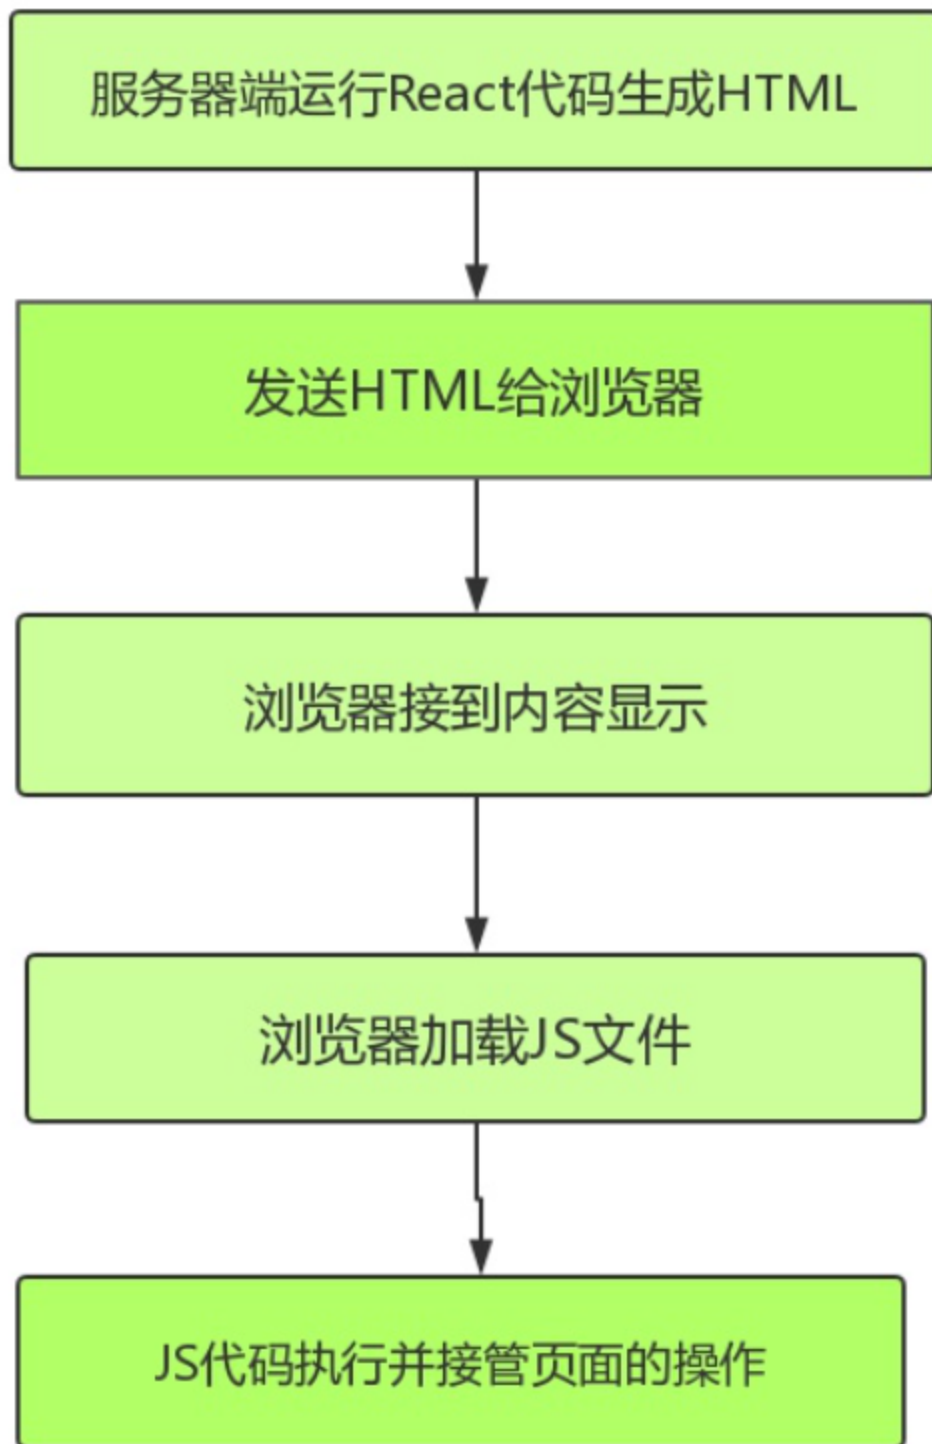 服务器端运行React代码生成HTML
发送HTML给浏览器
浏览器接到内容显示
浏览器加载JS文件
JS代码执行并接管页面的操作